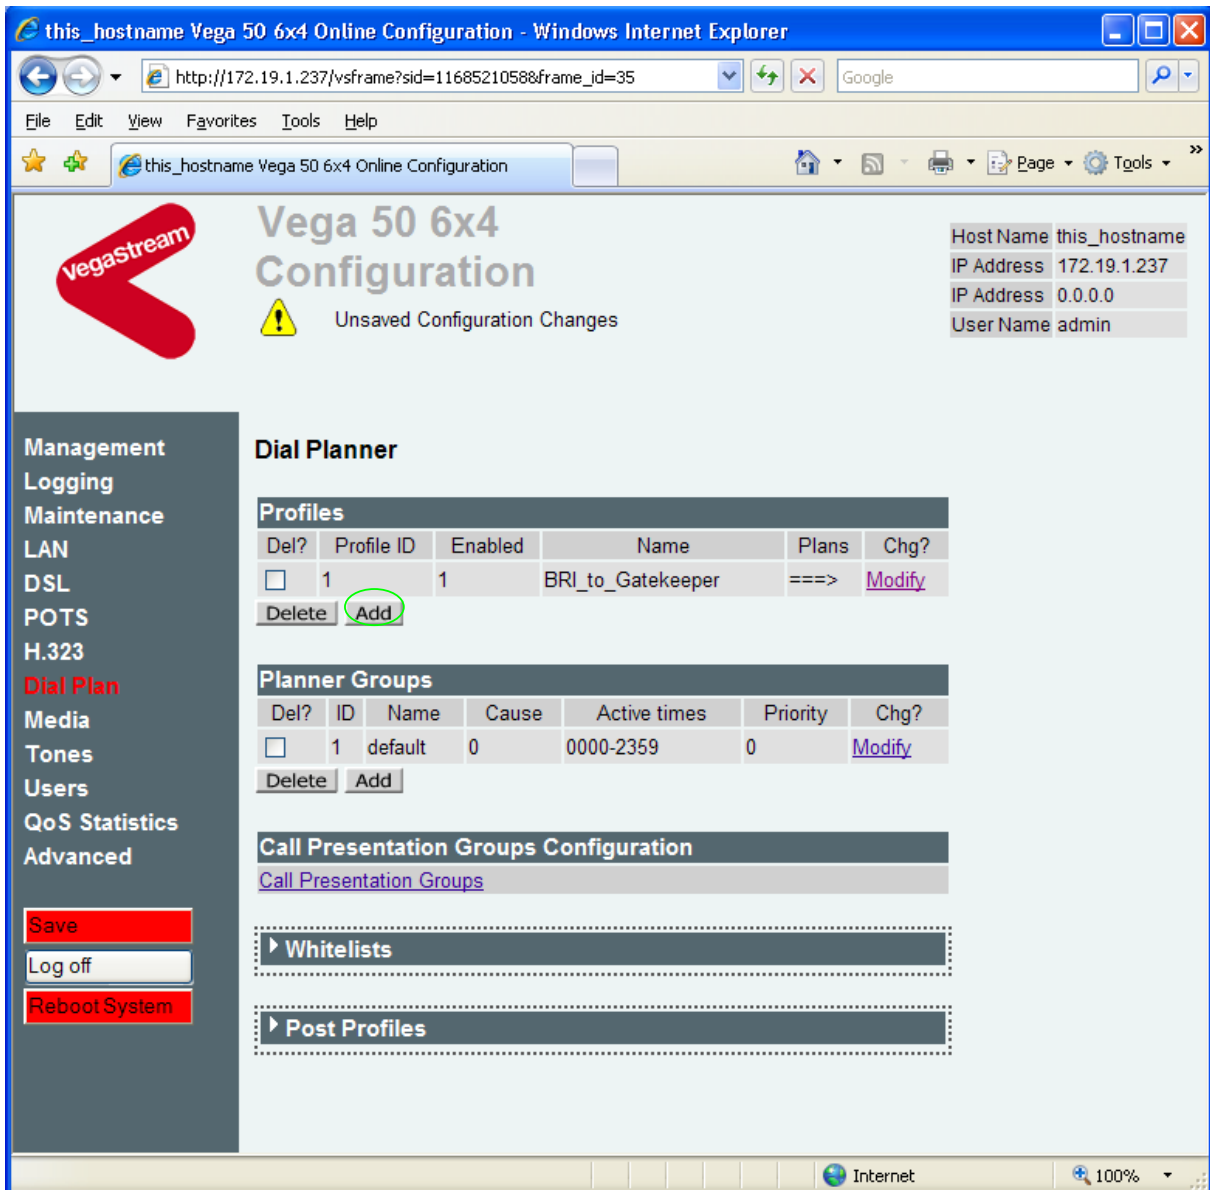 this_hostname Vega 50 6x4 Online Configuration - Windows Internet Explorer
http://172.19.1.237/vsframe?sid=1168521058&frame_id=35
Google
File Edit View Favorites Tools Help
this_hostname Vega 50 6x4 Online Configuration
Page Tools »
vegastream
Vega 50 6x4
Configuration
Unsaved Configuration Changes
Host Name this_hostname
IP Address 172.19.1.237
IP Address 0.0.0.0
User Name admin
Management
Logging
Maintenance
LAN
DSL
POTS
H.323
Dial Plan
Media
Tones
Users
QoS Statistics
Advanced
Save
Log off
Reboot System
Dial Planner
Profiles
Del? Profile ID Enabled Name Plans Chg?
1 1 BRI_to_Gatekeeper ===> Modify
Delete Add
Planner Groups
Del? ID Name Cause Active times Priority Chg?
1 default 0 0000-2359 0 Modify
Delete Add
Call Presentation Groups Configuration
Call Presentation Groups
Whitelists
Post Profiles
Internet 100%